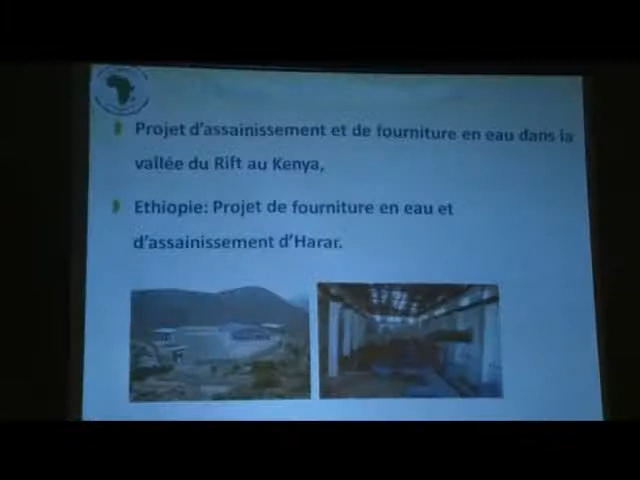 Projet d'assainissement et de fourniture en eau dans la
vallée du Rift au Kenya,
Ethiopie: Projet de fourniture en eau et
d'assainissement d'Harar.